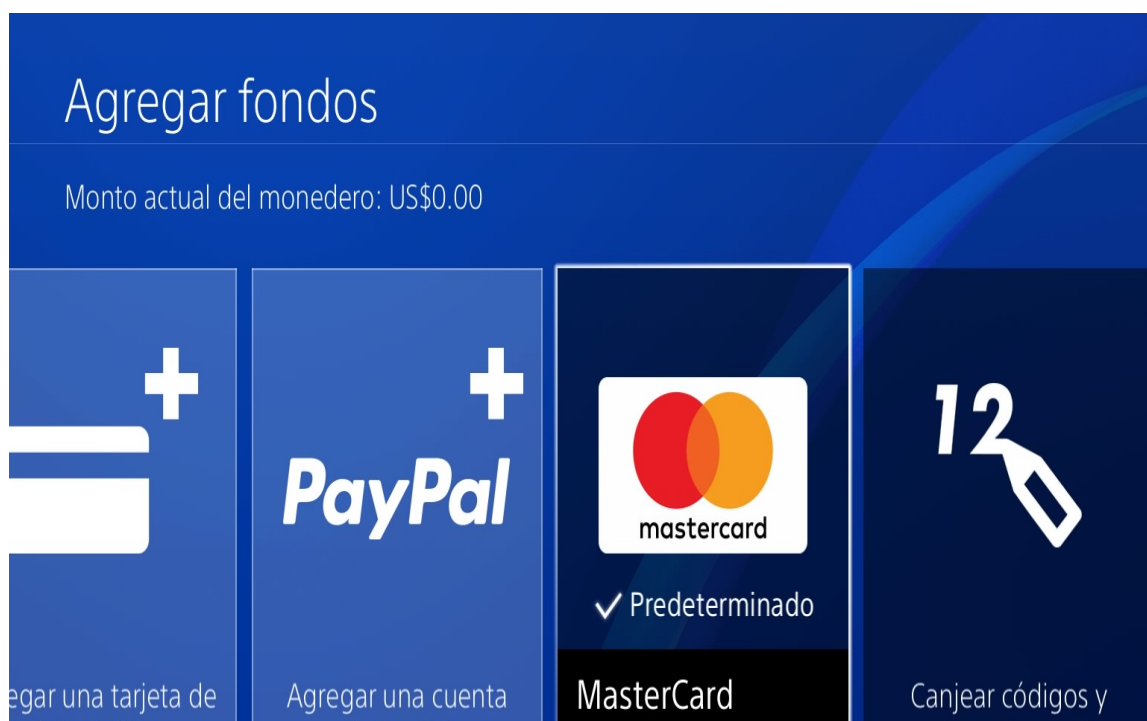 Agregar fondos
Monto actual del monedero: US$0.00
PayPal
mastercard
12
Predeterminado
egar una tarjeta de
Agregar una cuenta
MasterCard
Canjear códigos y